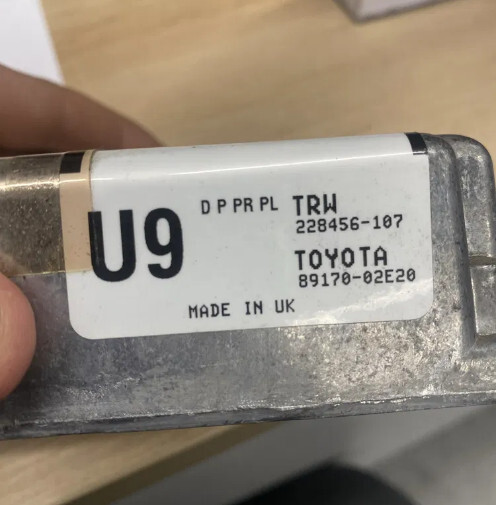 U9
D P PR PL
TRW
228456-107
TOYOTA
89170-02E20
MADE IN UK